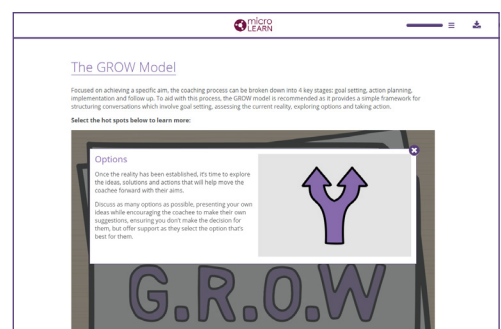 micro
LEARN
The GROW Model
Focused on achieving a specific aim, the coaching process can be broken down into 4 key stages: goal setting, action planning,
implementation and follow up. To aid with this process, the GROW model is recommended as it provides a simple framework for
structuring conversations which involve goal setting, assessing the current reality, exploring options and taking action.
Select the hot spots below to learn more:
Options
Once the reality has been established, it's time to explore
the ideas, solutions and actions that will help move the
coachee forward with their aims.
Discuss as many options as possible, presenting your own
ideas while encouraging the coachee to make their own
suggestions, ensuring you don't make the decision for
them, but offer support as they select the option that's
best for them.
G.R.O.W